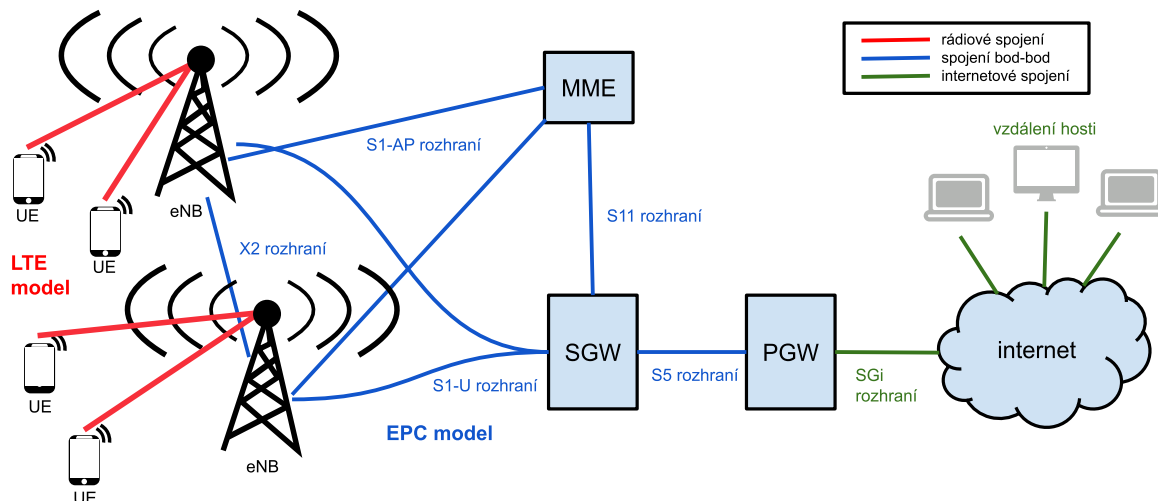 rádiové spojení
spojení bod-bod
internetové spojení
MME
vzdálení hosti
S1-AP rozhraní
UE
eNB
UE
S11 rozhraní
X2 rozhraní
LTE
model
SGW
PGW
internet
S5 rozhraní
SGi
rozhraní
S1-U rozhraní
UE
EPC model
eNB
UE